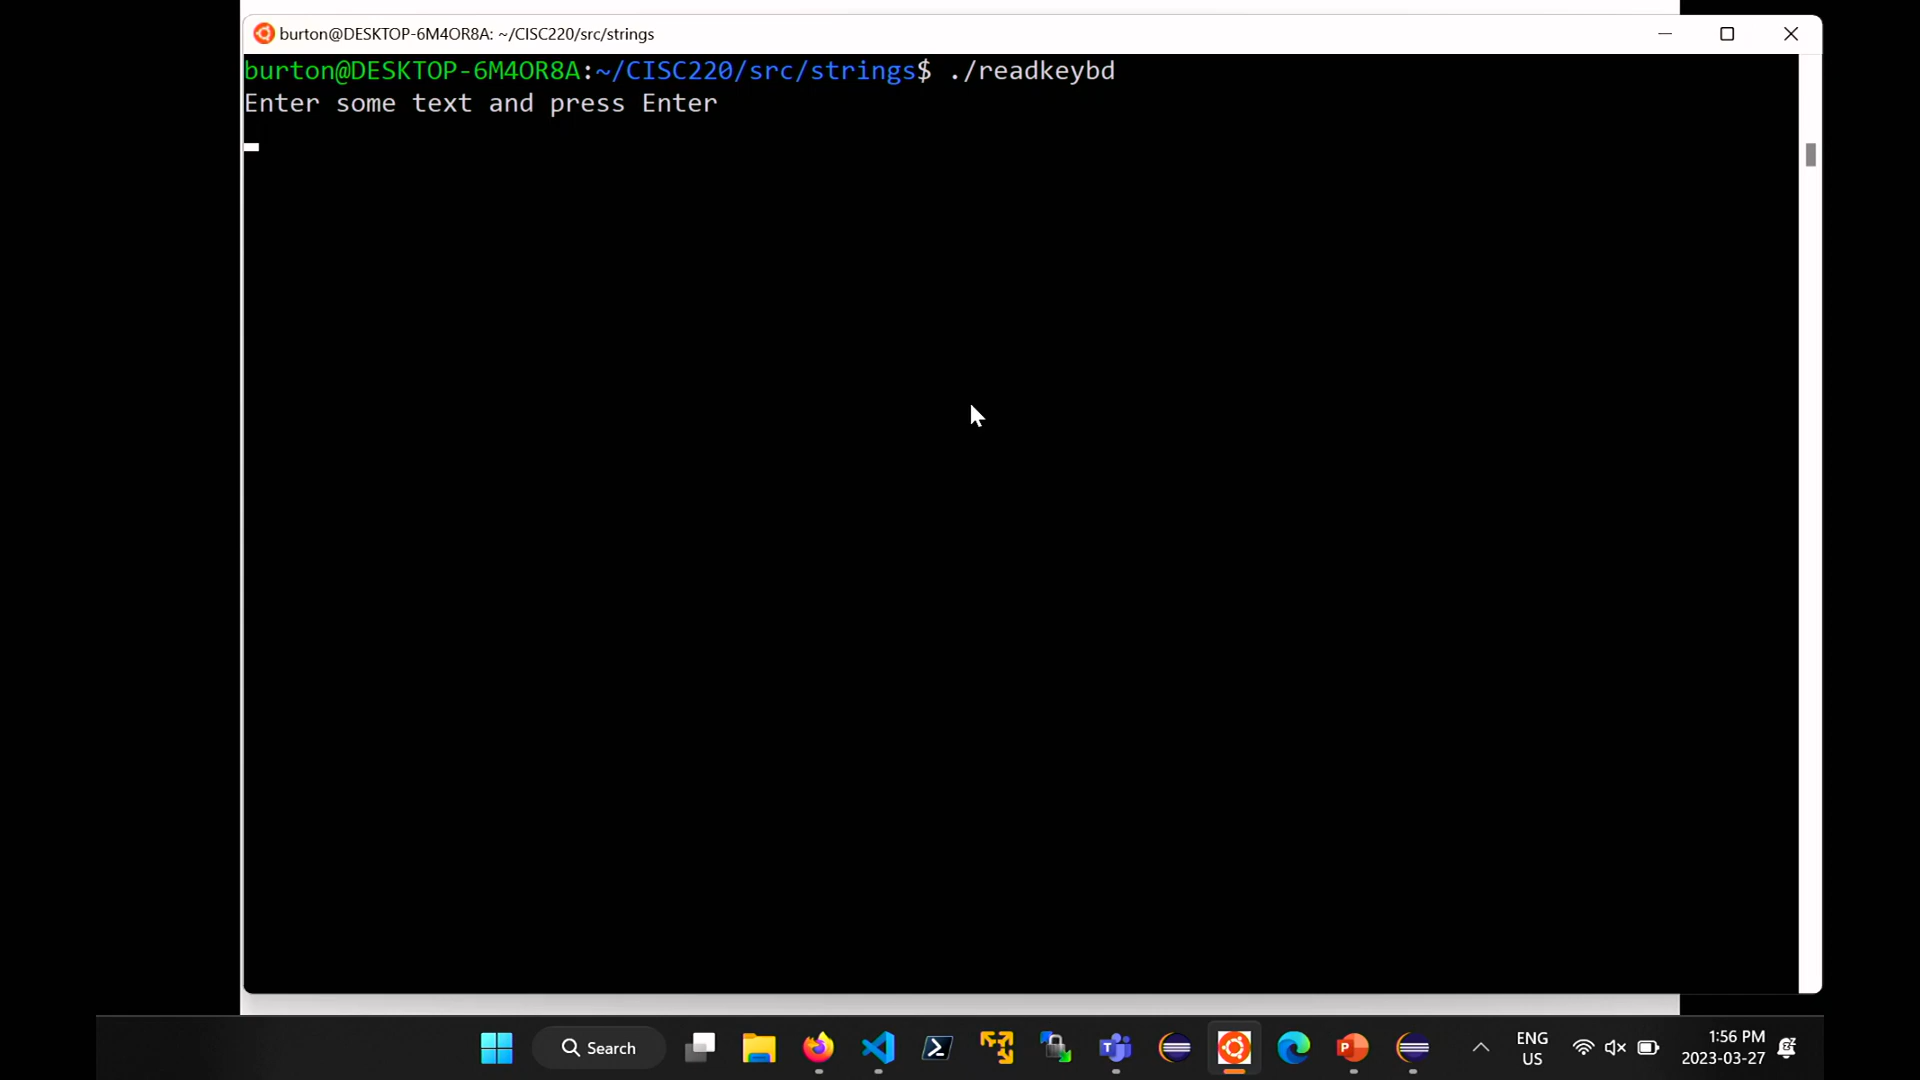 burton@DESKTOP-6M4OR8A: ~/CISC220/src/strings
burton@DESKTOP-6M4OR8A:~/CISC220/src/strings$ ./readkeybd
Enter some text and press Enter
Search
ENG
US
1:56 PM
2023-03-27